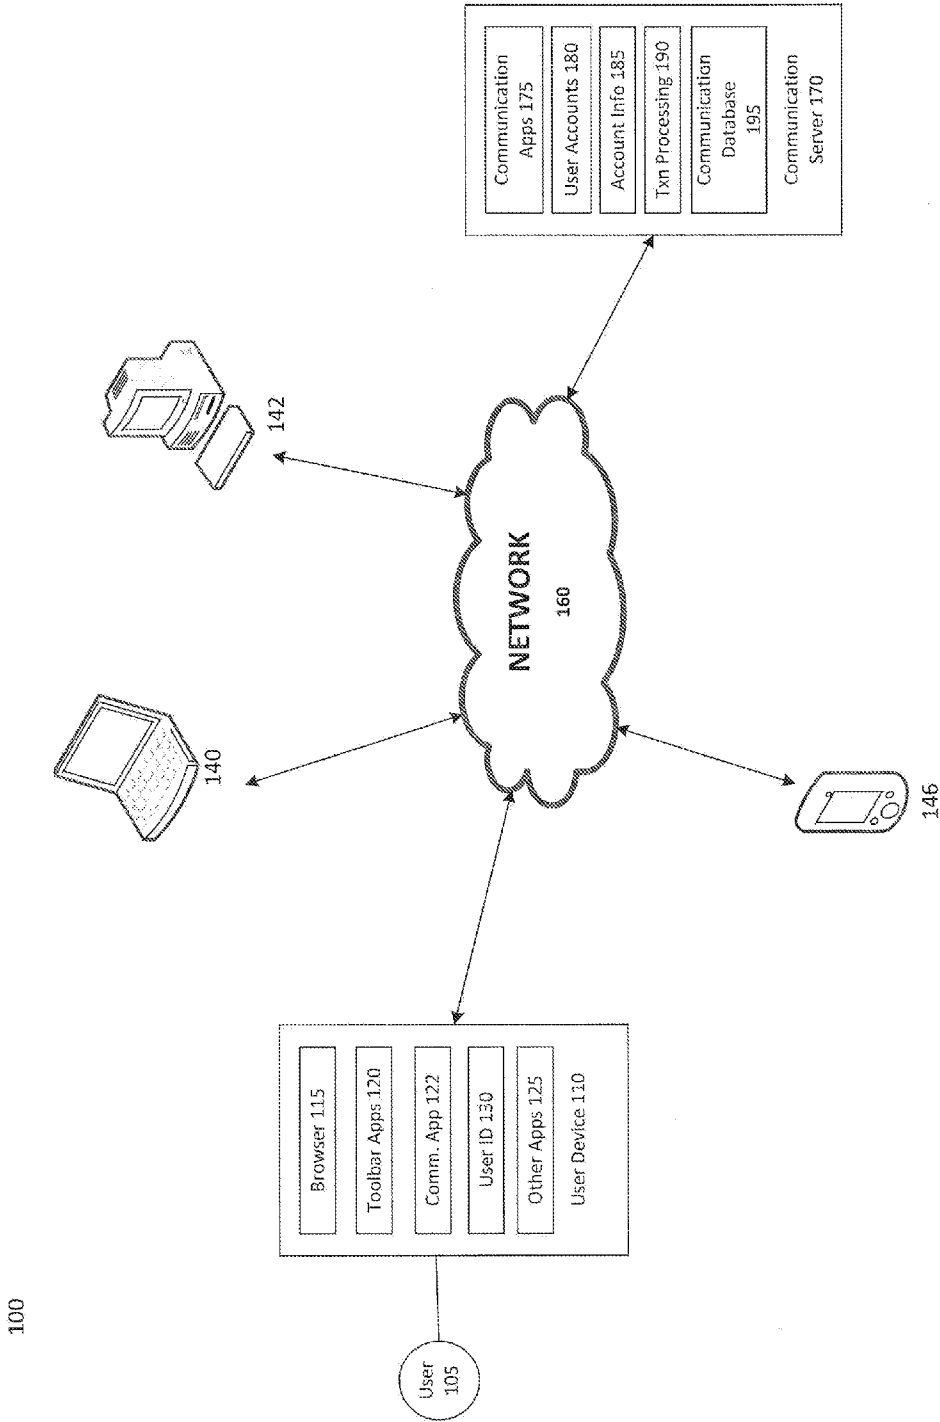 100
User
105
Browser 115
Toolbar Apps 120
Comm. App 122
User ID 130
Other Apps 125
User Device 110
140
142
146
NETWORK
160
Communication
Apps 175
User Accounts 180
Account Info 185
Txn Processing 190
Communication
Database
195
Communication
Server 170